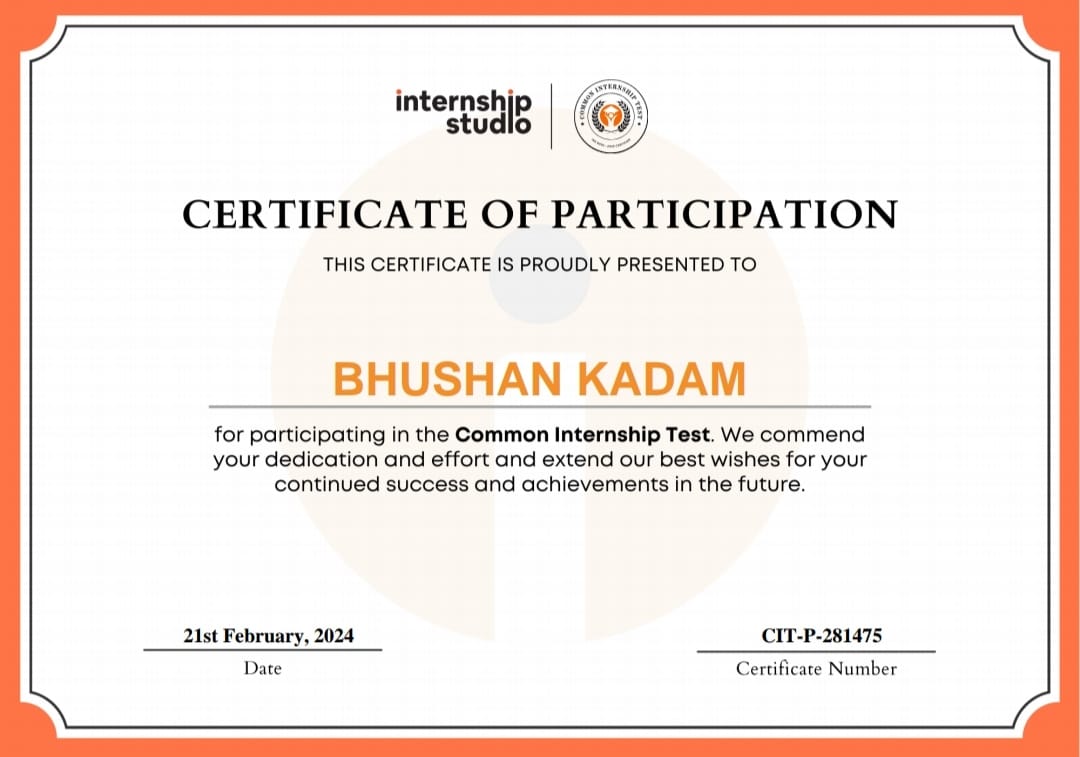 internship
studio
COMMON INTERNSHIP TEST
CERTIFICATE OF PARTICIPATION
THIS CERTIFICATE IS PROUDLY PRESENTED TO
BHUSHAN KADAM
for participating in the Common Internship Test. We commend
your dedication and effort and extend our best wishes for your
continued success and achievements in the future.
21st February, 2024
Date
CIT-P-281475
Certificate Number